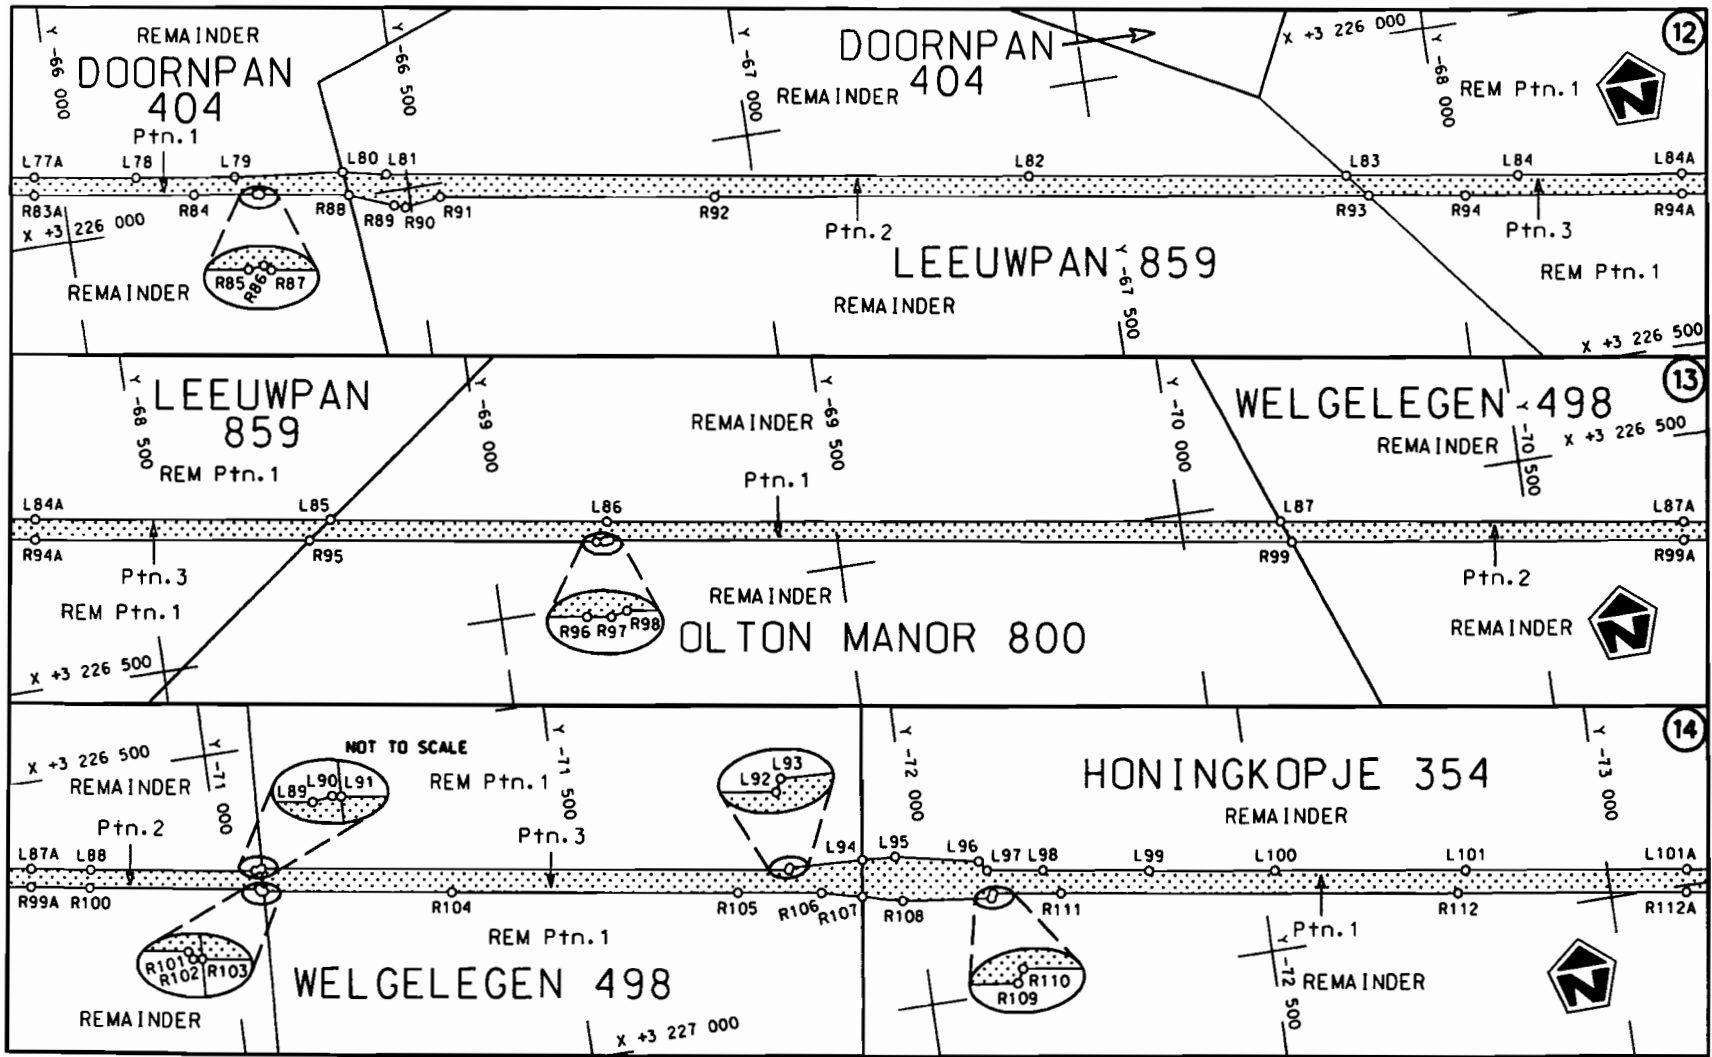 12
Y -66 000
REMAINDER
DOORNPAN
404
Ptn.1
Y -66 500
Y -67 000
DOORNPAN
404
REMAINDER
X +3 226 000
Y -68 000
REM Ptn.1
N
L77A L78 L79 L80 L81 L82 L83 L84 L84A
R83A R84 R88 R89 R90 R91 R92 R93 R94 R94A
X +3 226 000
R85 R86 R87
REMAINDER
Ptn.2
LEEUWPAN 859
REMAINDER
Y -67 500
Ptn.3
REM Ptn.1
X +3 226 500
13
Y -68 500
LEEUWPAN
859
REM Ptn.1
Y -69 000
REMAINDER
Y -69 500
Ptn.1
Y -70 000
WELGELEGEN 498
REMAINDER
Y -70 500
X +3 226 500
L84A L85 L86 L87 L87A
R94A R95 R99 R99A
Ptn.3
REM Ptn.1
R96 R97 R98
REMAINDER
OLTON MANOR 800
Ptn.2
REMAINDER
N
X +3 226 500
14
X +3 226 500
REMAINDER
Y -71 000
NOT TO SCALE
L89 L90 L91
REM Ptn.1
Y -71 500
L92 L93
Y -72 000
HONINGKOPJE 354
REMAINDER
Y -73 000
Ptn.2
Ptn.3
L87A L88 L94 L95 L96 L97 L98 L99 L100 L101 L101A
R99A R100 R104 R105 R106 R107 R108 R111 R112 R112A
R101 R102 R103
REM Ptn.1
WELGELEGEN 498
REMAINDER
X +3 227 000
R109 R110
Ptn.1
Y -72 500
REMAINDER
N